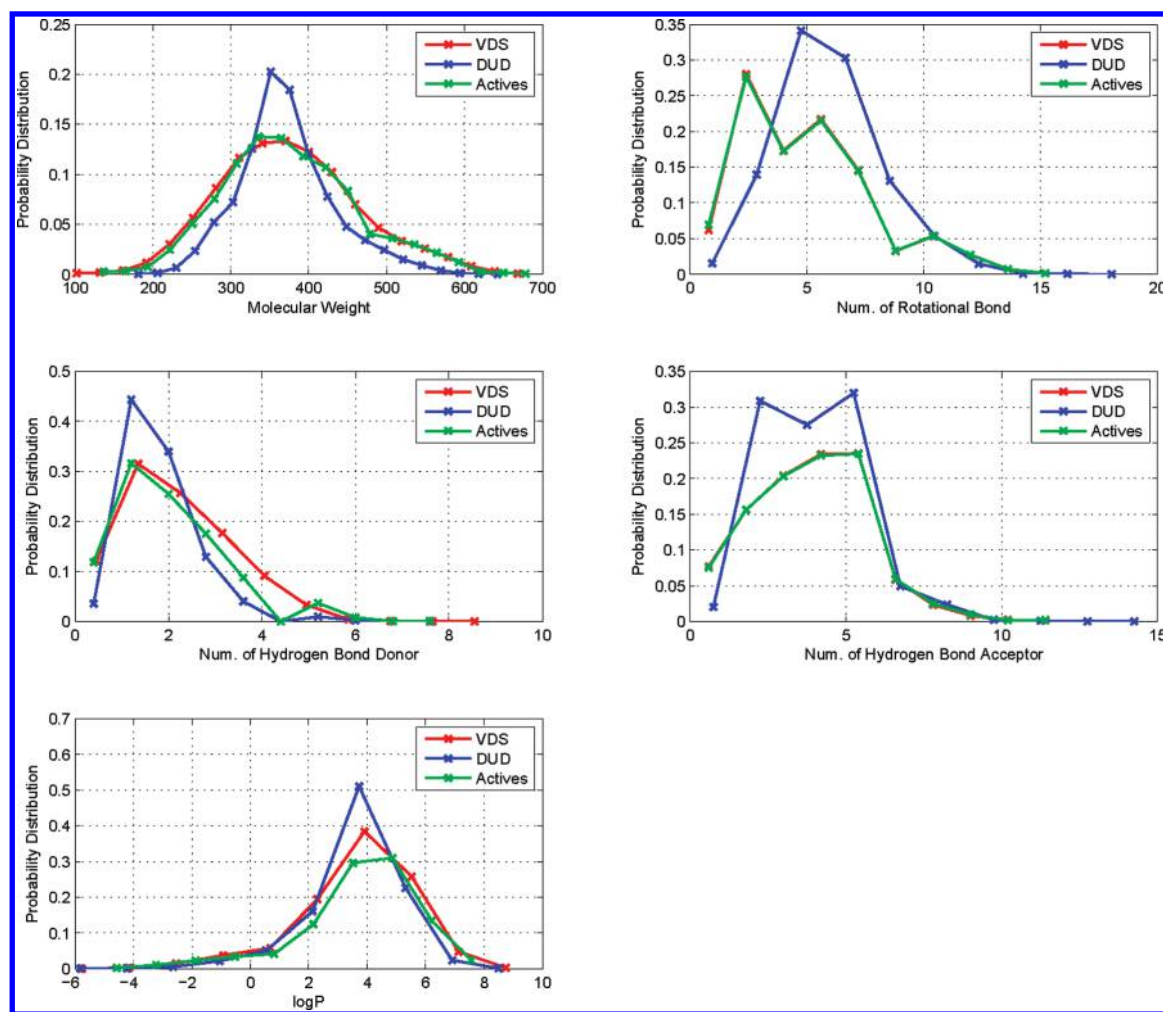 0.25
0.2
0.15
0.1
0.05
0
Probability Distribution
VDS
DUD
Actives
100 200 300 400 500 600 700
Molecular Weight
0.35
0.3
0.25
0.2
0.15
0.1
0.05
0
Probability Distribution
VDS
DUD
Actives
0 5 10 15 20
Num. of Rotational Bond
0.5
0.4
0.3
0.2
0.1
0
Probability Distribution
VDS
DUD
Actives
0 2 4 6 8 10
Num. of Hydrogen Bond Donor
0.35
0.3
0.25
0.2
0.15
0.1
0.05
0
Probability Distribution
VDS
DUD
Actives
0 5 10 15
Num. of Hydrogen Bond Acceptor
0.7
0.6
0.5
0.4
0.3
0.2
0.1
0
Probability Distribution
VDS
DUD
Actives
−6 −4 −2 0 2 4 6 8 10
logP